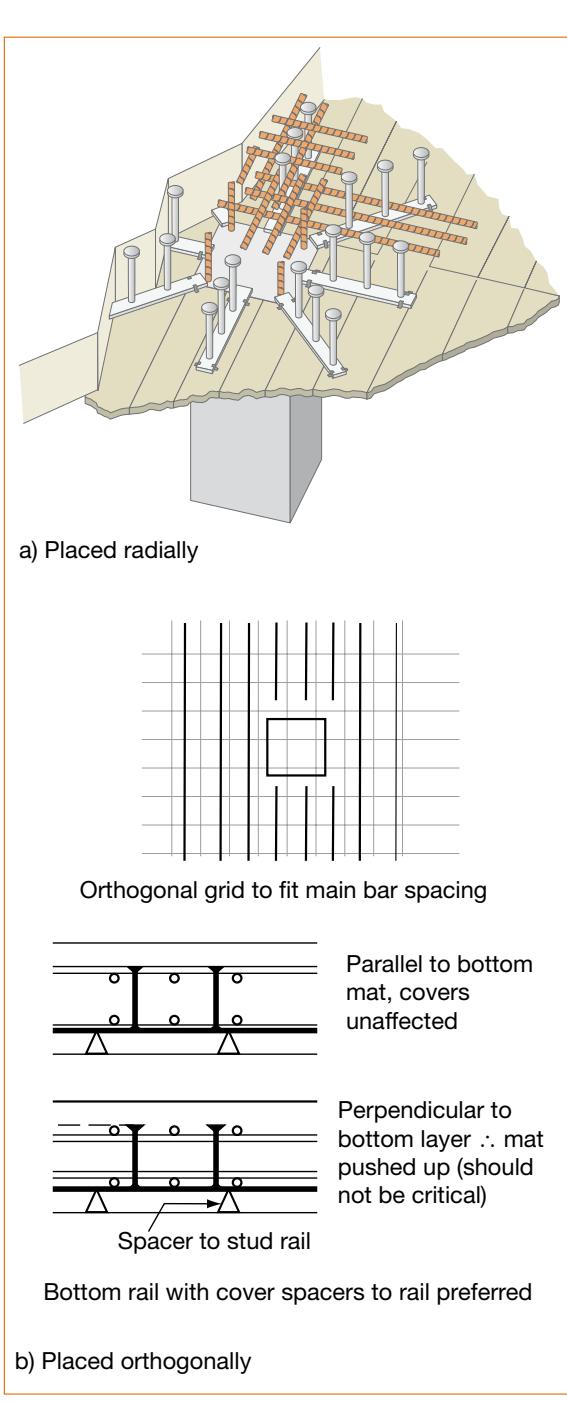 a) Placed radially
Orthogonal grid to fit main bar spacing
Parallel to bottom
mat, covers
unaffected
Perpendicular to
bottom layer ∴ mat
pushed up (should
not be critical)
Spacer to stud rail
Bottom rail with cover spacers to rail preferred
b) Placed orthogonally